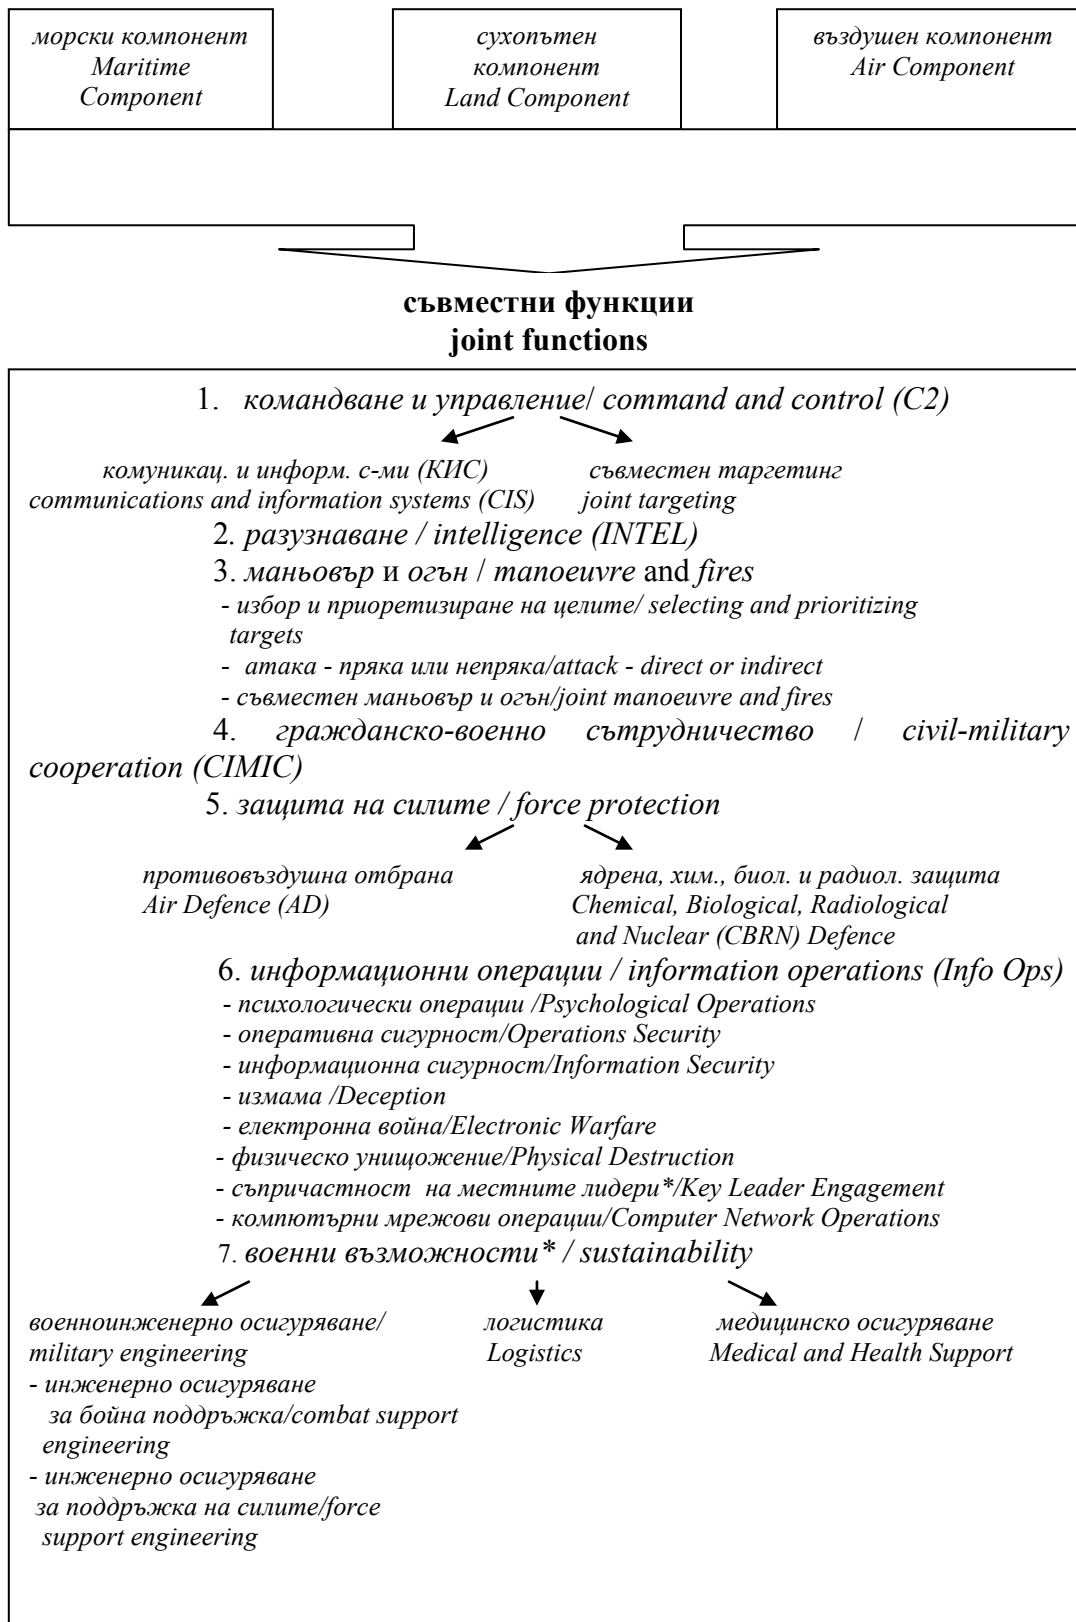 морски компонент
Maritime
Component
сухопътен
компонент
Land Component
въздушен компонент
Air Component
съвместни функции
joint functions
1. командване и управление/ command and control (C2)
комуникац. и информ. с-ми (КИС)
communications and information systems (CIS)
съвместен таргетинг
joint targeting
2. разузнаване / intelligence (INTEL)
3. маньовър и огън / manoeuvre and fires
- избор и приоретизиране на целите/ selecting and prioritizing
targets
- атака - пряка или непряка/attack - direct or indirect
- съвместен маньовър и огън/joint manoeuvre and fires
4. гражданско-военно сътрудничество / civil-military
cooperation (CIMIC)
5. защита на силите / force protection
противовъздушна отбрана
Air Defence (AD)
ядрена, хим., биол. и радиол. защита
Chemical, Biological, Radiological
and Nuclear (CBRN) Defence
6. информационни операции / information operations (Info Ops)
- психологически операции /Psychological Operations
- оперативна сигурност/Operations Security
- информационна сигурност/Information Security
- измама /Deception
- електронна война/Electronic Warfare
- физическо унищожение/Physical Destruction
- съпричастност на местните лидери*/Key Leader Engagement
- компютърни мрежови операции/Computer Network Operations
7. военни възможности* / sustainability
военноинженерно осигуряване/
military engineering
- инженерно осигуряване
за бойна поддръжка/combat support
engineering
- инженерно осигуряване
за поддръжка на силите/force
support engineering
логистика
Logistics
медицинско осигуряване
Medical and Health Support